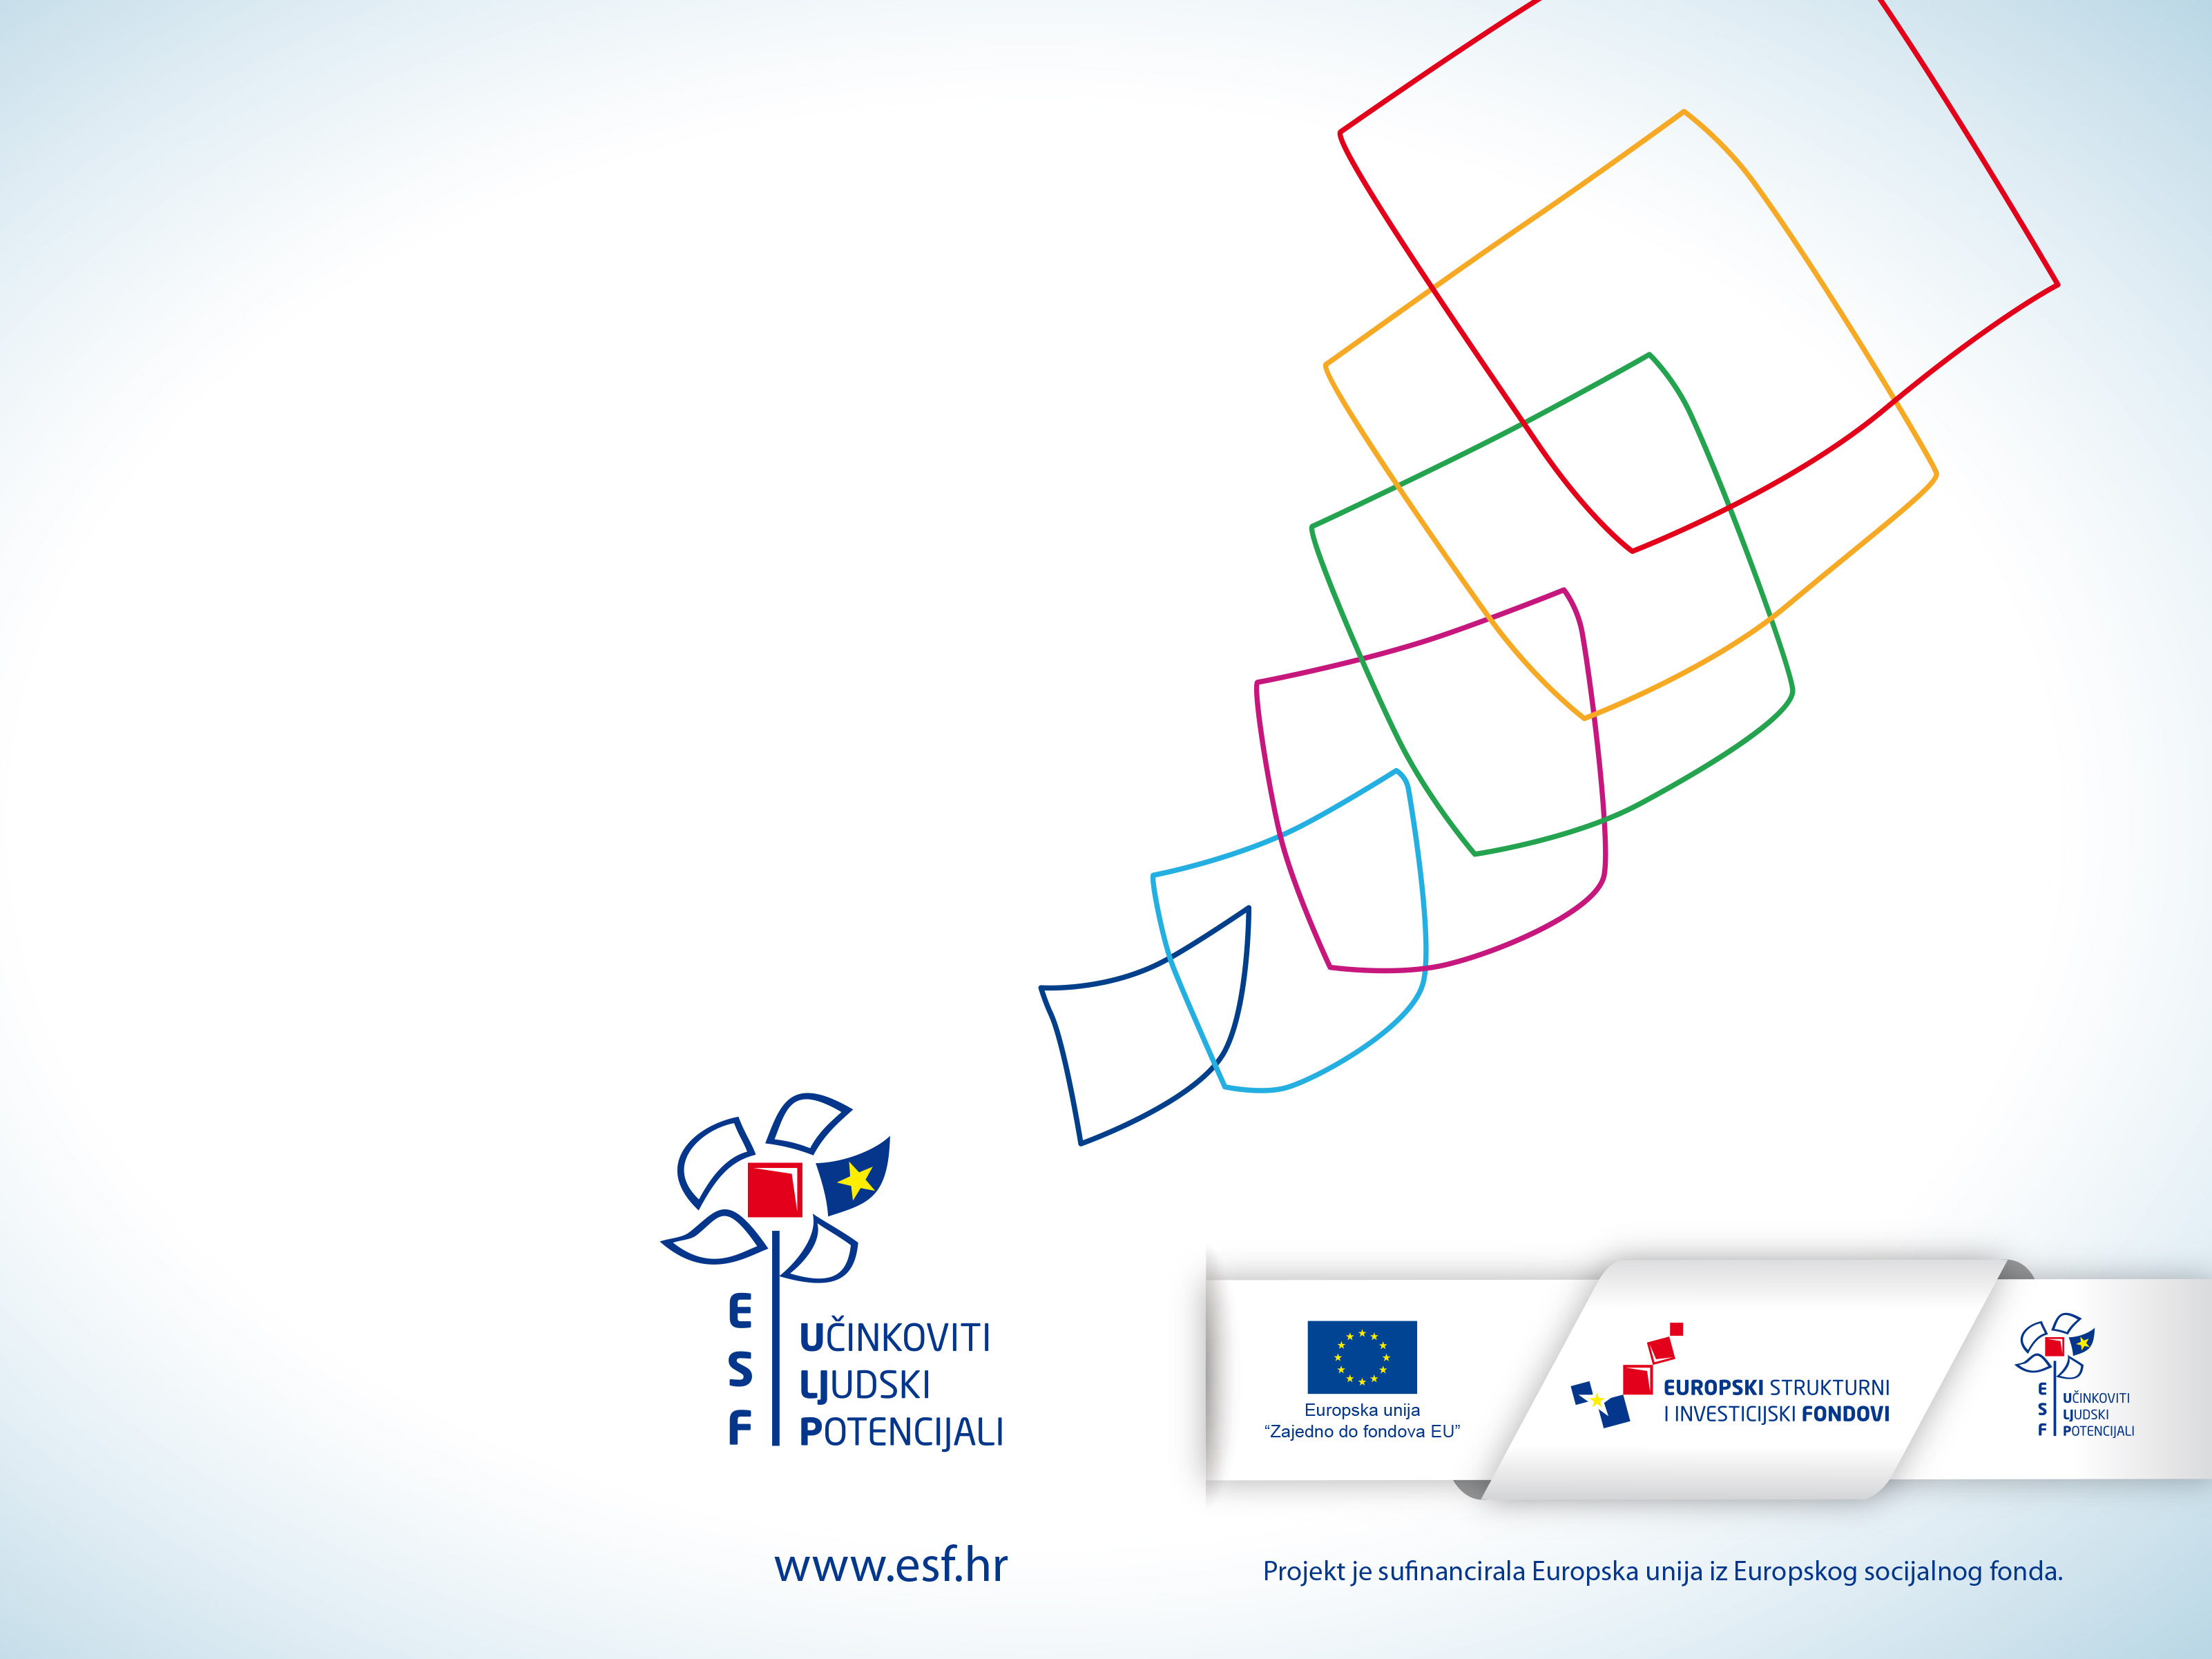 E
S
F
UČINKOVITI
LJUDSKI
POTENCIJALI
www.esf.hr
Europska unija
“Zajedno do fondova EU”
EUROPSKI STRUKTURNI
I INVESTICIJSKI FONDOVI
E
S
F
UČINKOVITI
LJUDSKI
POTENCIJALI
Projekt je sufinancirala Europska unija iz Europskog socijalnog fonda.